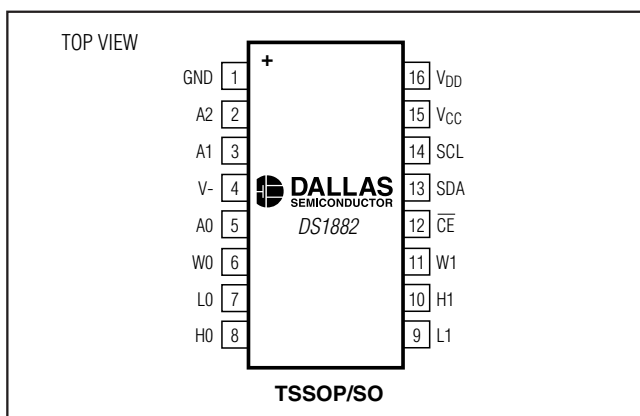 TOP VIEW
+
GND 1
16 VDD
A2 2
15 VCC
A1 3
14 SCL
V- 4
13 SDA
A0 5
12 C̅E̅
W0 6
11 W1
L0 7
10 H1
H0 8
9 L1
DALLAS
SEMICONDUCTOR
DS1882
TSSOP/SO